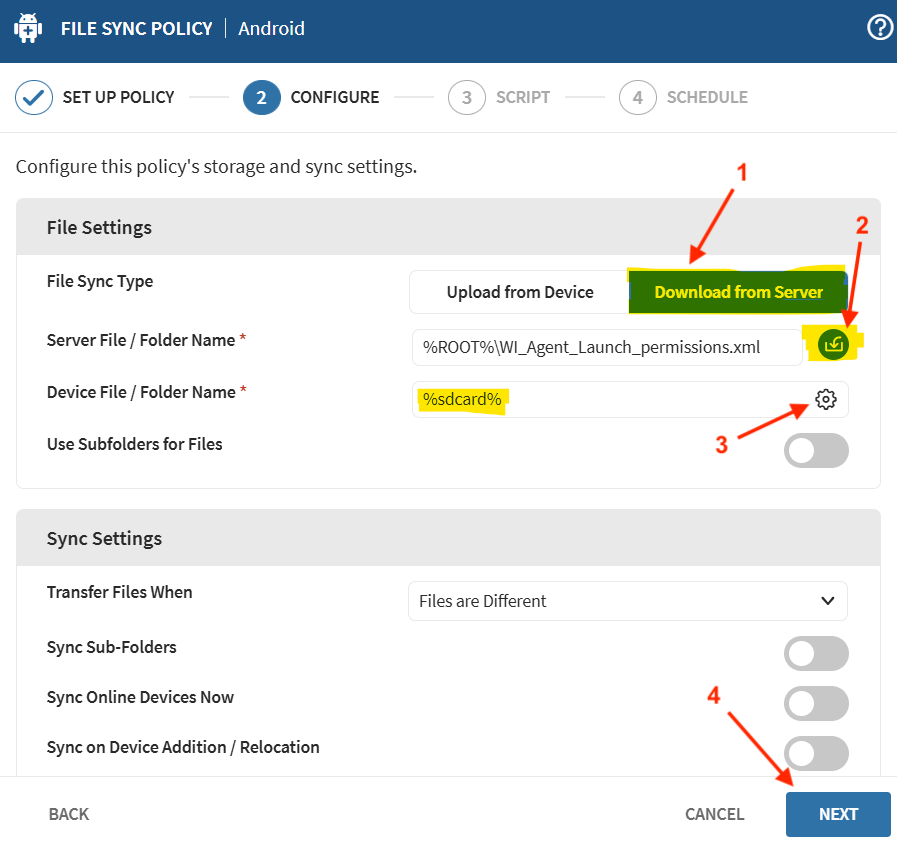 FILE SYNC POLICY | Android
SET UP POLICY 2 CONFIGURE 3 SCRIPT 4 SCHEDULE
Configure this policy's storage and sync settings.
1
File Settings
2
File Sync Type Upload from Device Download from Server
Server File / Folder Name * %ROOT%\WI_Agent_Launch_permissions.xml
Device File / Folder Name * %sdcard%
3
Use Subfolders for Files
Sync Settings
Transfer Files When Files are Different
Sync Sub-Folders
Sync Online Devices Now
4
Sync on Device Addition / Relocation
BACK CANCEL NEXT